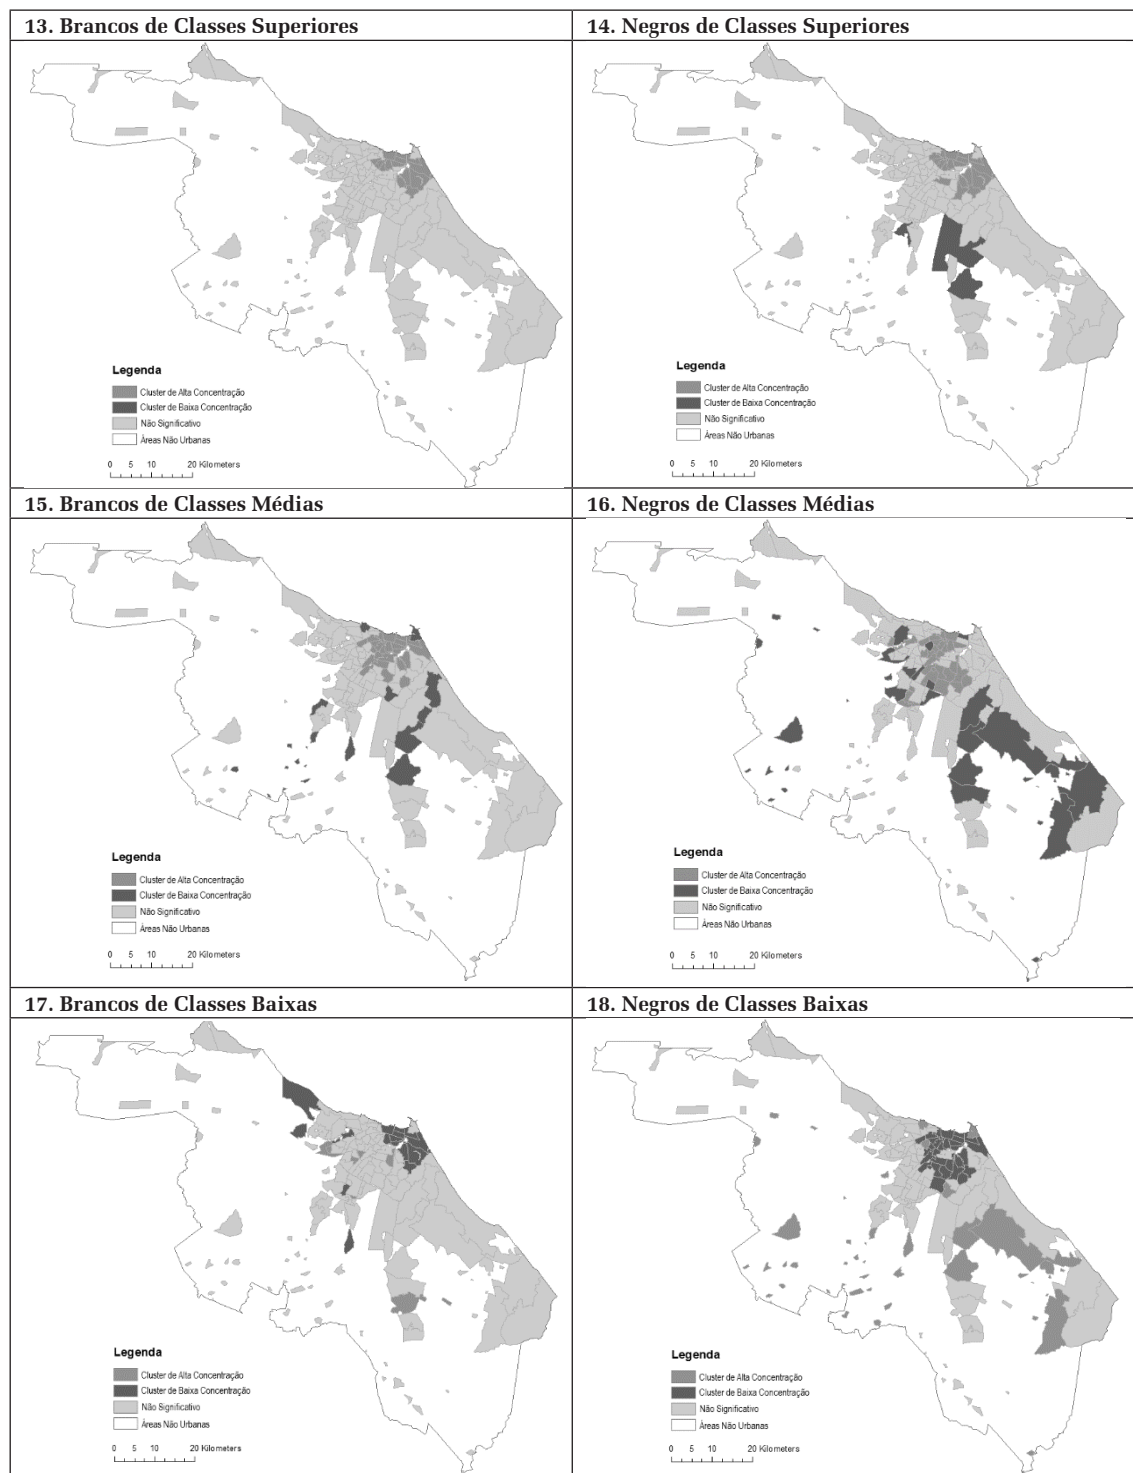 13. Brancos de Classes Superiores
14. Negros de Classes Superiores
Legenda
Cluster de Alta Concentração
Cluster de Baixa Concentração
Não Significativo
Áreas Não Urbanas
0 5 10 20 Kilometers
Legenda
Cluster de Alta Concentração
Cluster de Baixa Concentração
Não Significativo
Áreas Não Urbanas
0 5 10 20 Kilometers
15. Brancos de Classes Médias
16. Negros de Classes Médias
Legenda
Cluster de Alta Concentração
Cluster de Baixa Concentração
Não Significativo
Áreas Não Urbanas
0 5 10 20 Kilometers
Legenda
Cluster de Alta Concentração
Cluster de Baixa Concentração
Não Significativo
Áreas Não Urbanas
0 5 10 20 Kilometers
17. Brancos de Classes Baixas
18. Negros de Classes Baixas
Legenda
Cluster de Alta Concentração
Cluster de Baixa Concentração
Não Significativo
Áreas Não Urbanas
0 5 10 20 Kilometers
Legenda
Cluster de Alta Concentração
Cluster de Baixa Concentração
Não Significativo
Áreas Não Urbanas
0 5 10 20 Kilometers